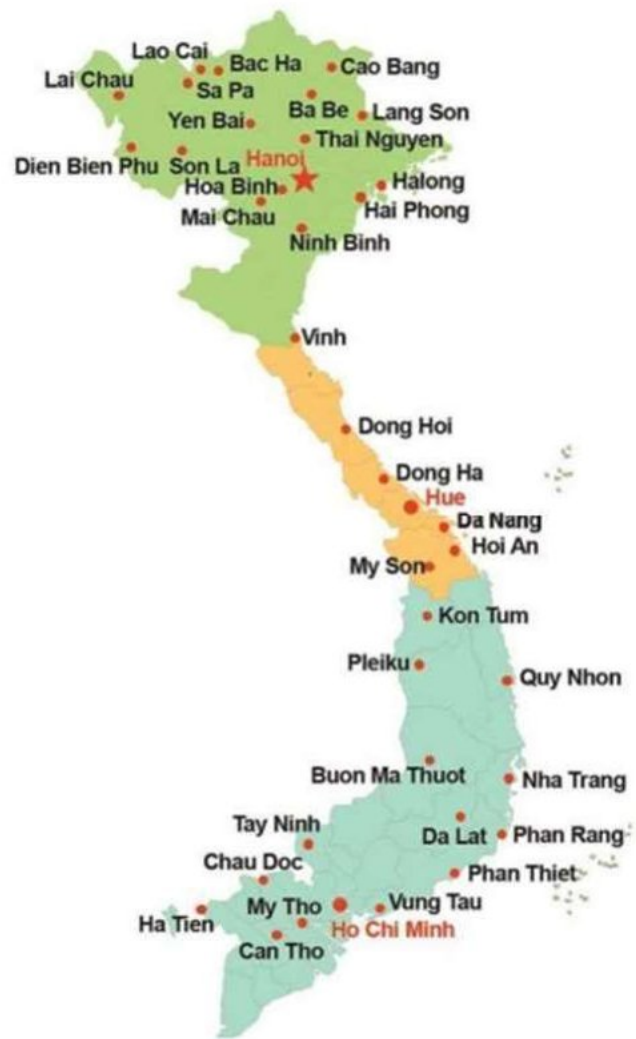 Lao Cai
Bac Ha
Cao Bang
Lai Chau
Sa Pa
Ba Be
Lang Son
Yen Bai
Thai Nguyen
Dien Bien Phu
Son La
Hanoi
Hoa Binh
Halong
Mai Chau
Hai Phong
Ninh Binh
Vinh
Dong Hoi
Dong Ha
Hue
Da Nang
Hoi An
My Son
Kon Tum
Pleiku
Quy Nhon
Buon Ma Thuot
Nha Trang
Tay Ninh
Da Lat
Phan Rang
Chau Doc
Phan Thiet
My Tho
Vung Tau
Ha Tien
Ho Chi Minh
Can Tho